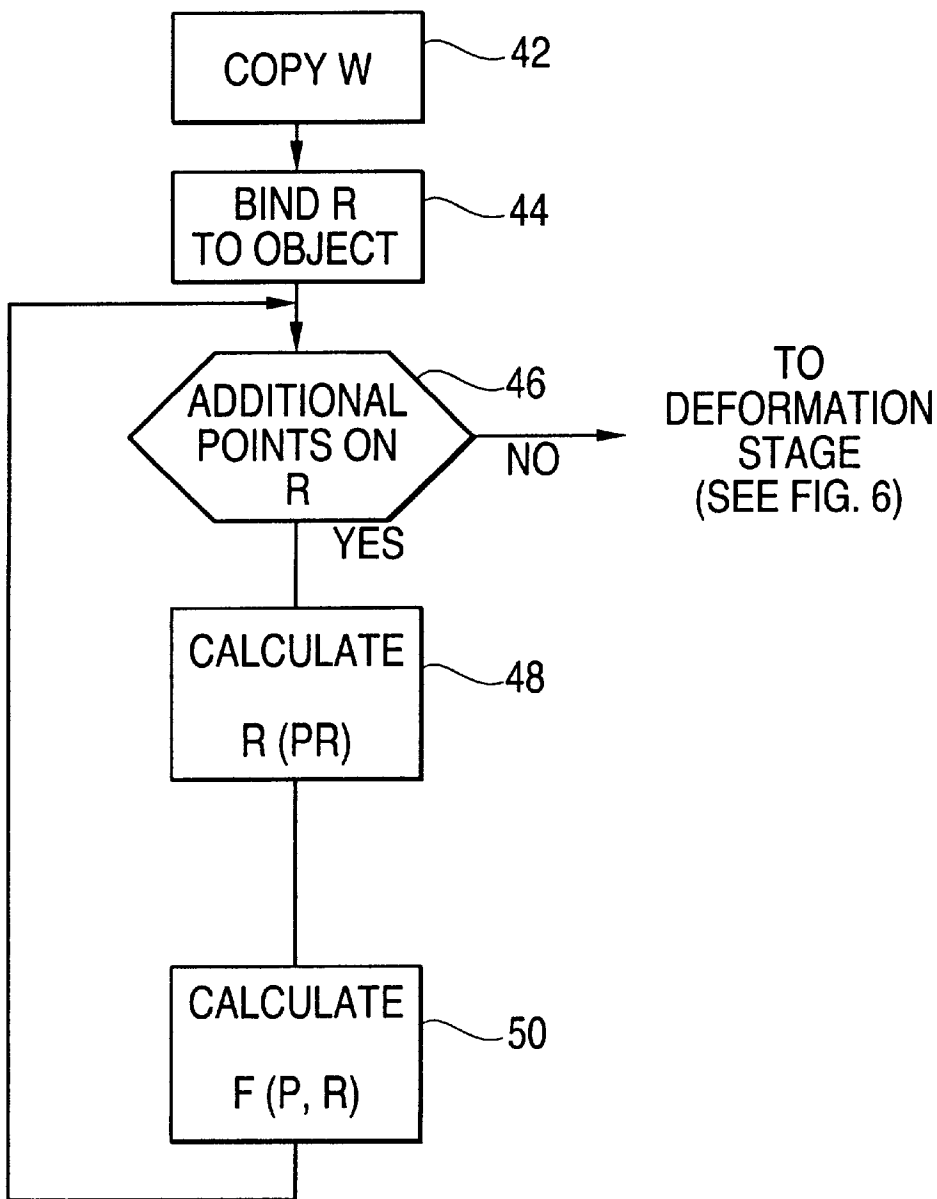 COPY W
42
BIND R
TO OBJECT
44
ADDITIONAL
POINTS ON
R
46
NO
TO
DEFORMATION
STAGE
(SEE FIG. 6)
YES
CALCULATE
R (PR)
48
CALCULATE
F (P, R)
50